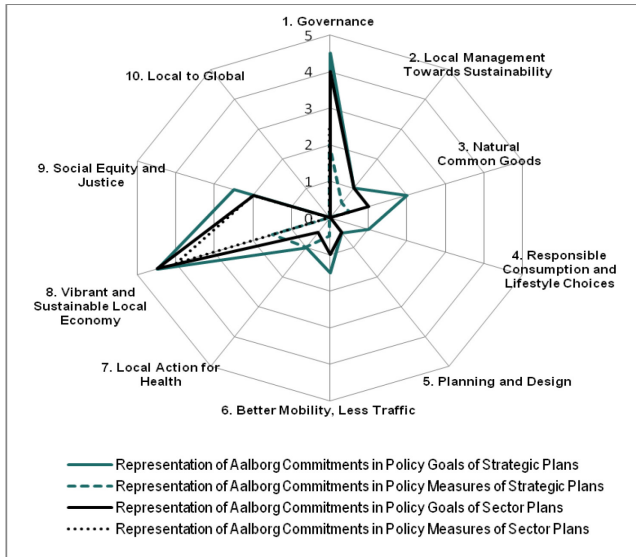 1. Governance
2. Local Management
Towards Sustainability
3. Natural
Common Goods
4. Responsible
Consumption and
Lifestyle Choices
5. Planning and Design
6. Better Mobility, Less Traffic
7. Local Action for
Health
8. Vibrant and
Sustainable Local
Economy
9. Social Equity and
Justice
10. Local to Global
5
4
3
2
1
0
Representation of Aalborg Commitments in Policy Goals of Strategic Plans
Representation of Aalborg Commitments in Policy Measures of Strategic Plans
Representation of Aalborg Commitments in Policy Goals of Sector Plans
Representation of Aalborg Commitments in Policy Measures of Sector Plans